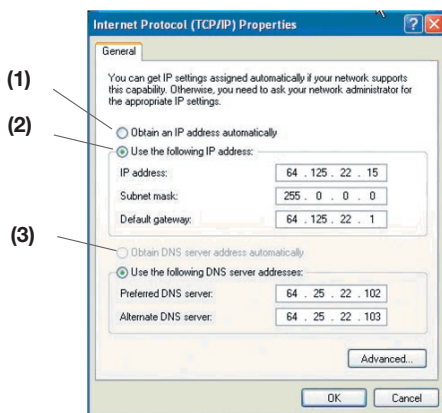 Internet Protocol (TCP/IP) Properties
General
You can get IP settings assigned automatically if your network supports
this capability. Otherwise, you need to ask your network administrator for
the appropriate IP settings.
(1)
Obtain an IP address automatically
(2)
Use the following IP address:
IP address: 64 . 125 . 22 . 15
Subnet mask: 255 . 0 . 0 . 0
Default gateway: 64 . 125 . 22 . 1
(3)
Obtain DNS server address automatically
Use the following DNS server addresses:
Preferred DNS server: 64 . 25 . 22 . 102
Alternate DNS server: 64 . 25 . 22 . 103
Advanced...
OK Cancel